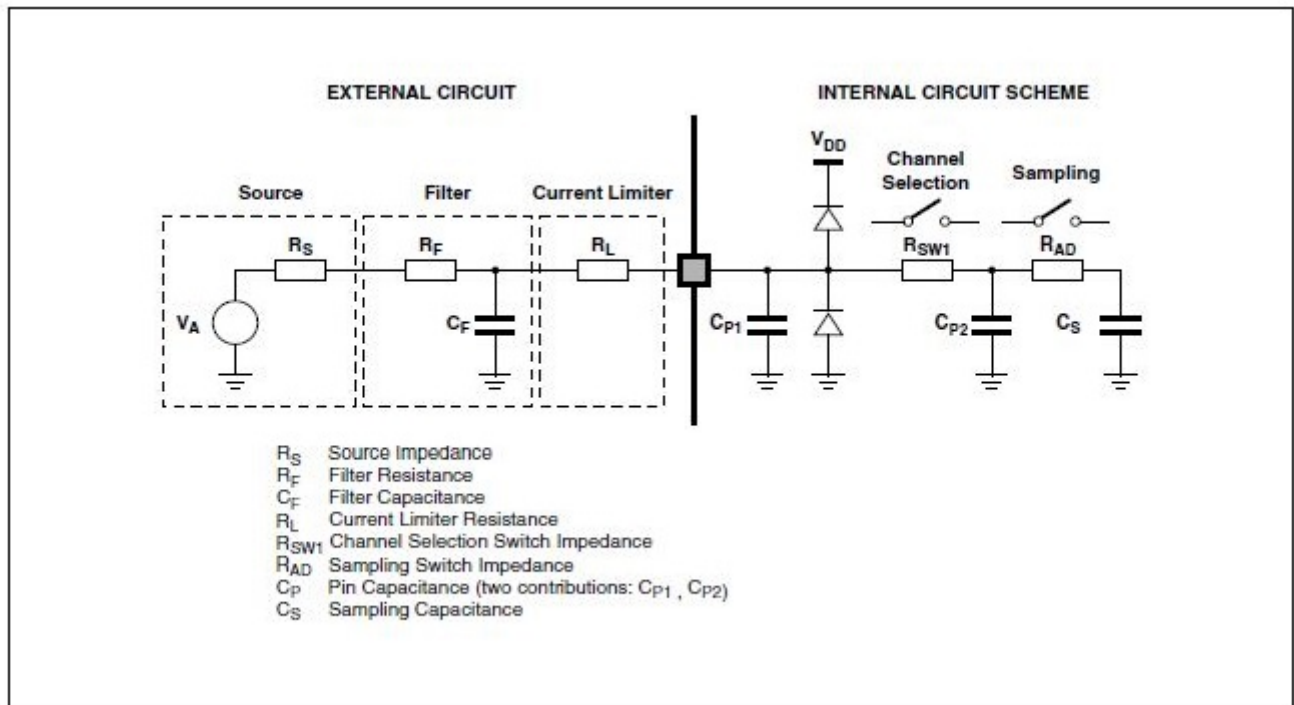 EXTERNAL CIRCUIT
INTERNAL CIRCUIT SCHEME
VDD
Channel
Selection
Sampling
Source
Filter
Current Limiter
RS
RF
RL
RSW1
RAD
VA
CF
CP1
CP2
CS
RS Source Impedance
RF Filter Resistance
CF Filter Capacitance
RL Current Limiter Resistance
RSW1 Channel Selection Switch Impedance
RAD Sampling Switch Impedance
CP Pin Capacitance (two contributions: CP1 , CP2)
CS Sampling Capacitance